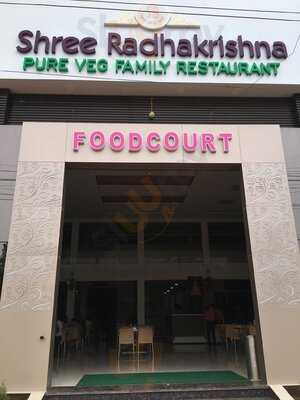 Shree Radhakrishna
PURE VEG FAMILY RESTAURANT
FOODCOURT